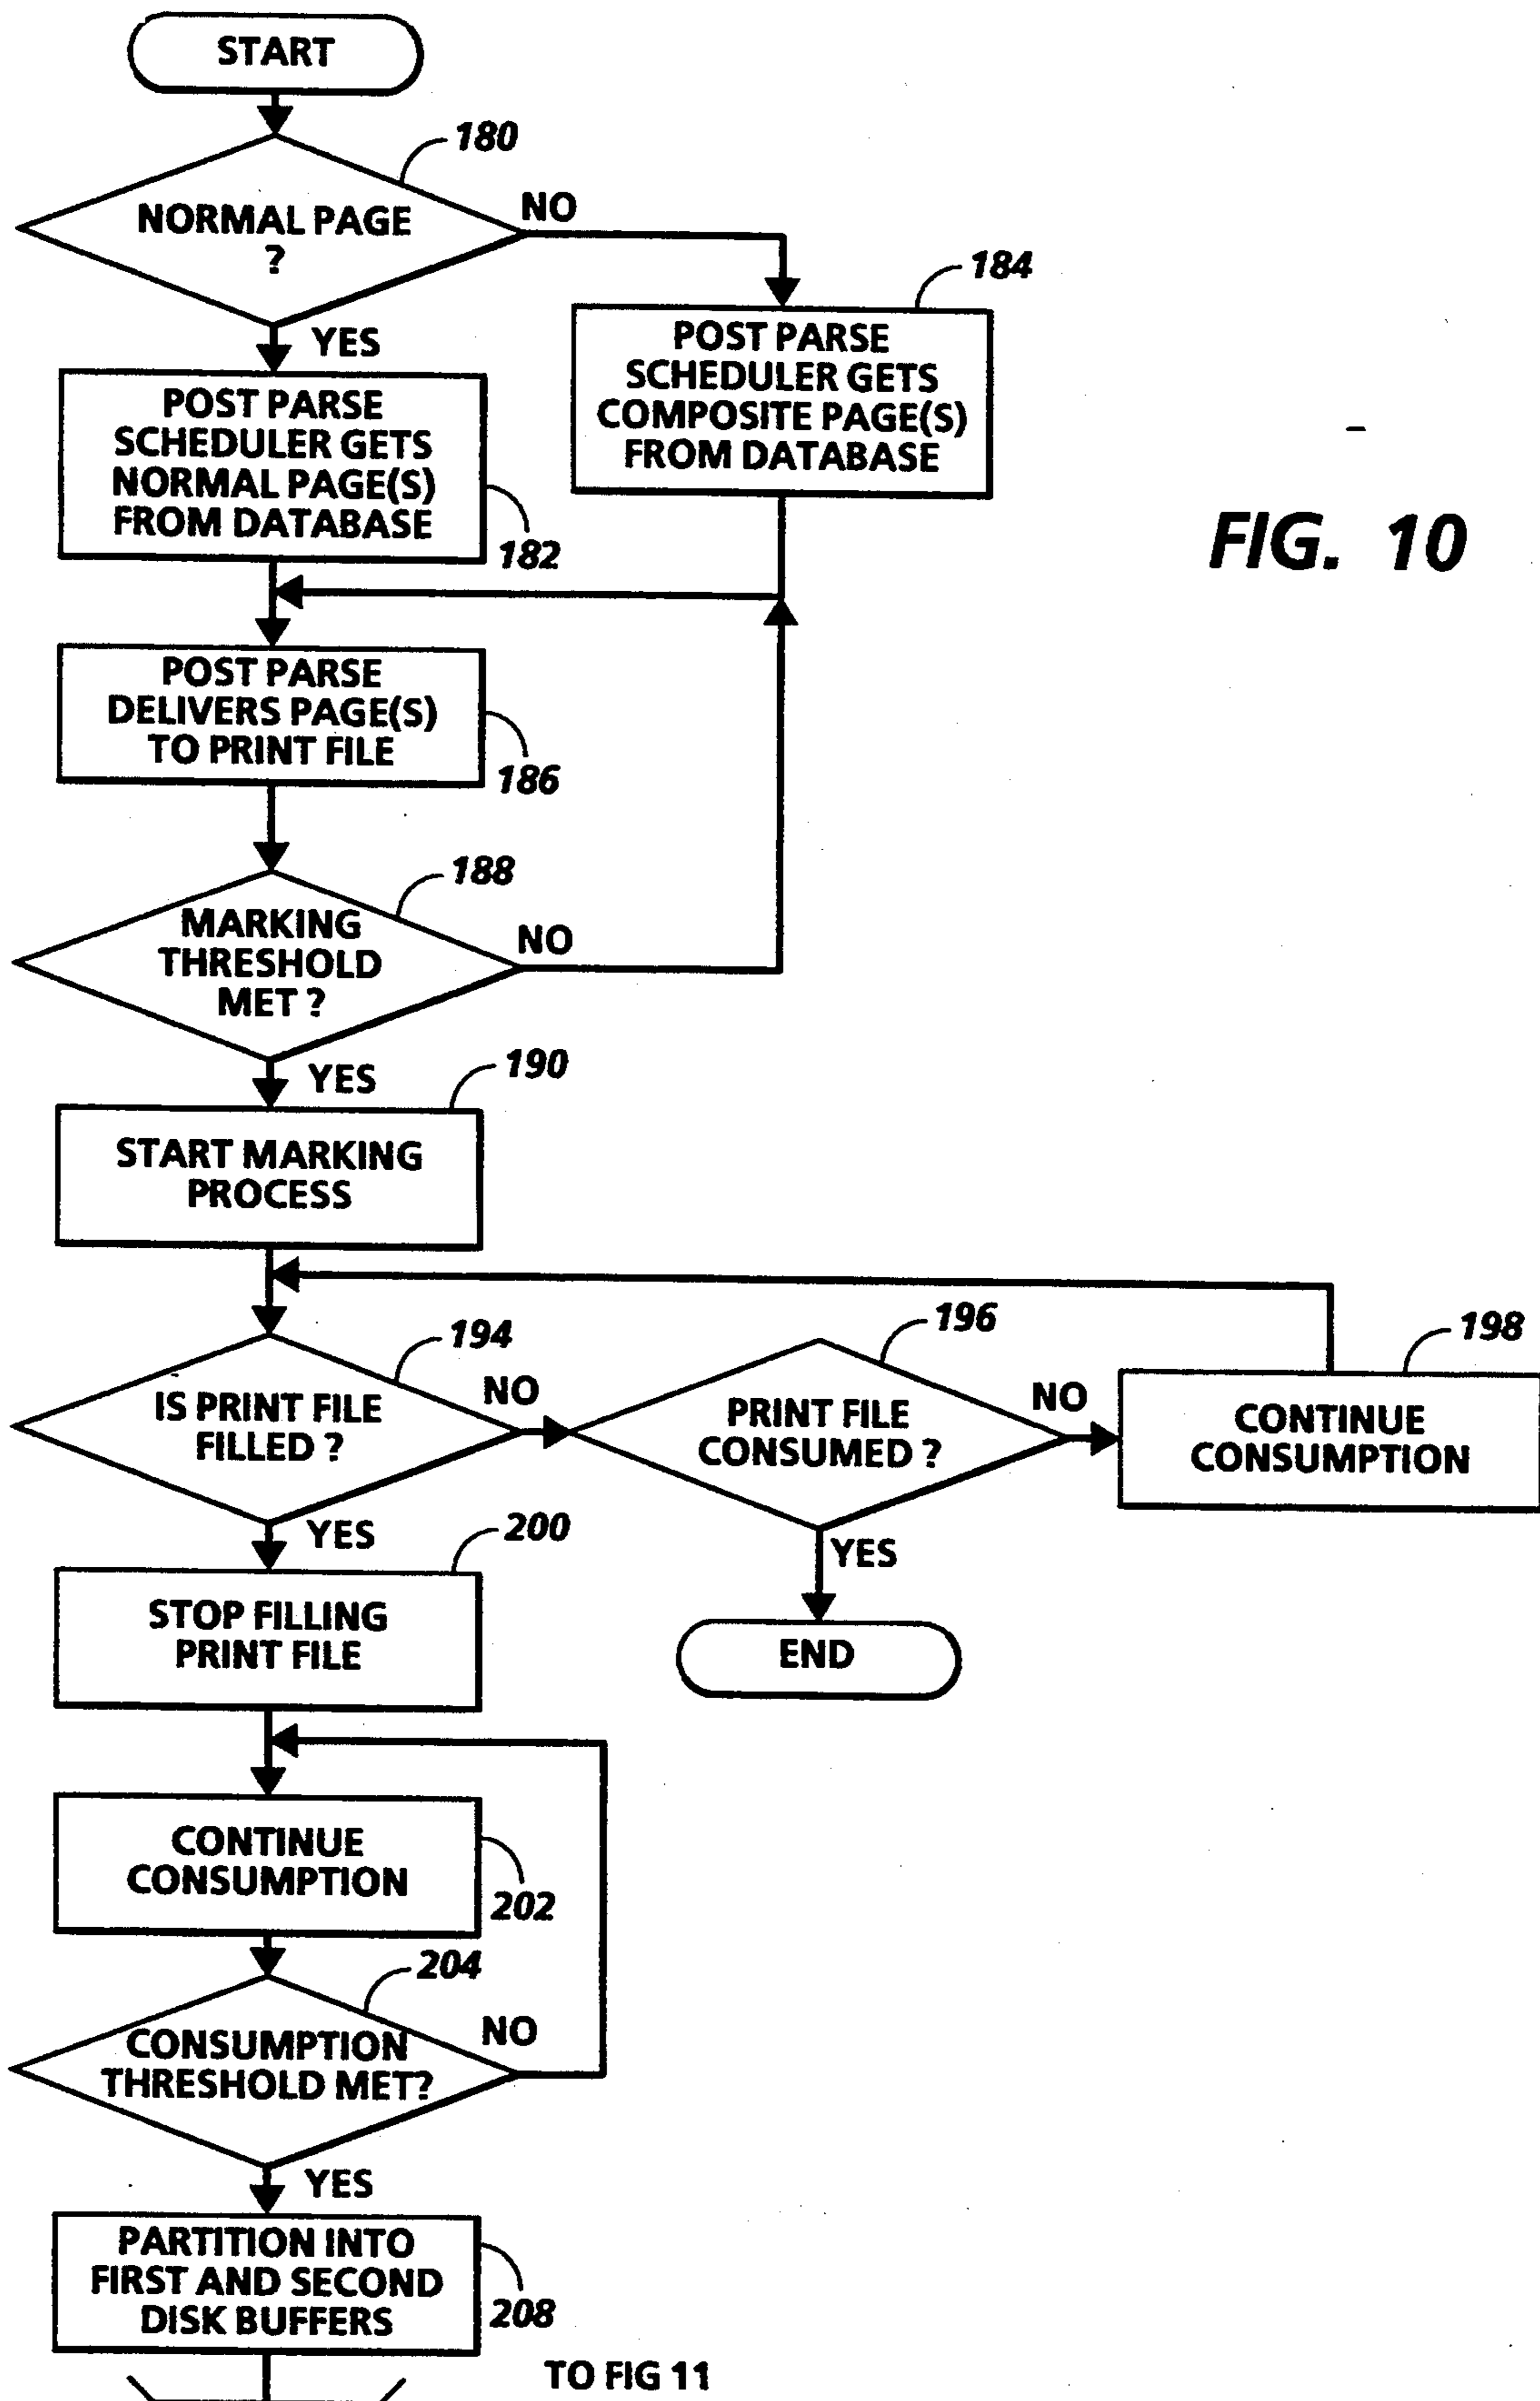 START
180
NORMAL PAGE
?
NO
YES
184
POST PARSE
SCHEDULER GETS
COMPOSITE PAGE(S)
FROM DATABASE
POST PARSE
SCHEDULER GETS
NORMAL PAGE(S)
FROM DATABASE
182
FIG. 10
POST PARSE
DELIVERS PAGE(S)
TO PRINT FILE
186
188
MARKING
THRESHOLD
MET ?
NO
YES
190
START MARKING
PROCESS
194
IS PRINT FILE
FILLED ?
NO
196
PRINT FILE
CONSUMED ?
NO
198
CONTINUE
CONSUMPTION
YES
YES
200
STOP FILLING
PRINT FILE
END
CONTINUE
CONSUMPTION
202
204
CONSUMPTION
THRESHOLD MET?
NO
YES
PARTITION INTO
FIRST AND SECOND
DISK BUFFERS
208
TO FIG 11